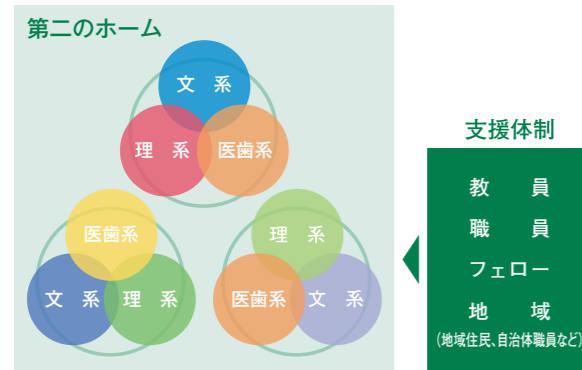 第二のホーム
文　系
理　系
医歯系
医歯系
文　系
理　系
理　系
医歯系
文　系
支援体制
教　員
職　員
フェロー
地　域
(地域住民、自治体職員など)